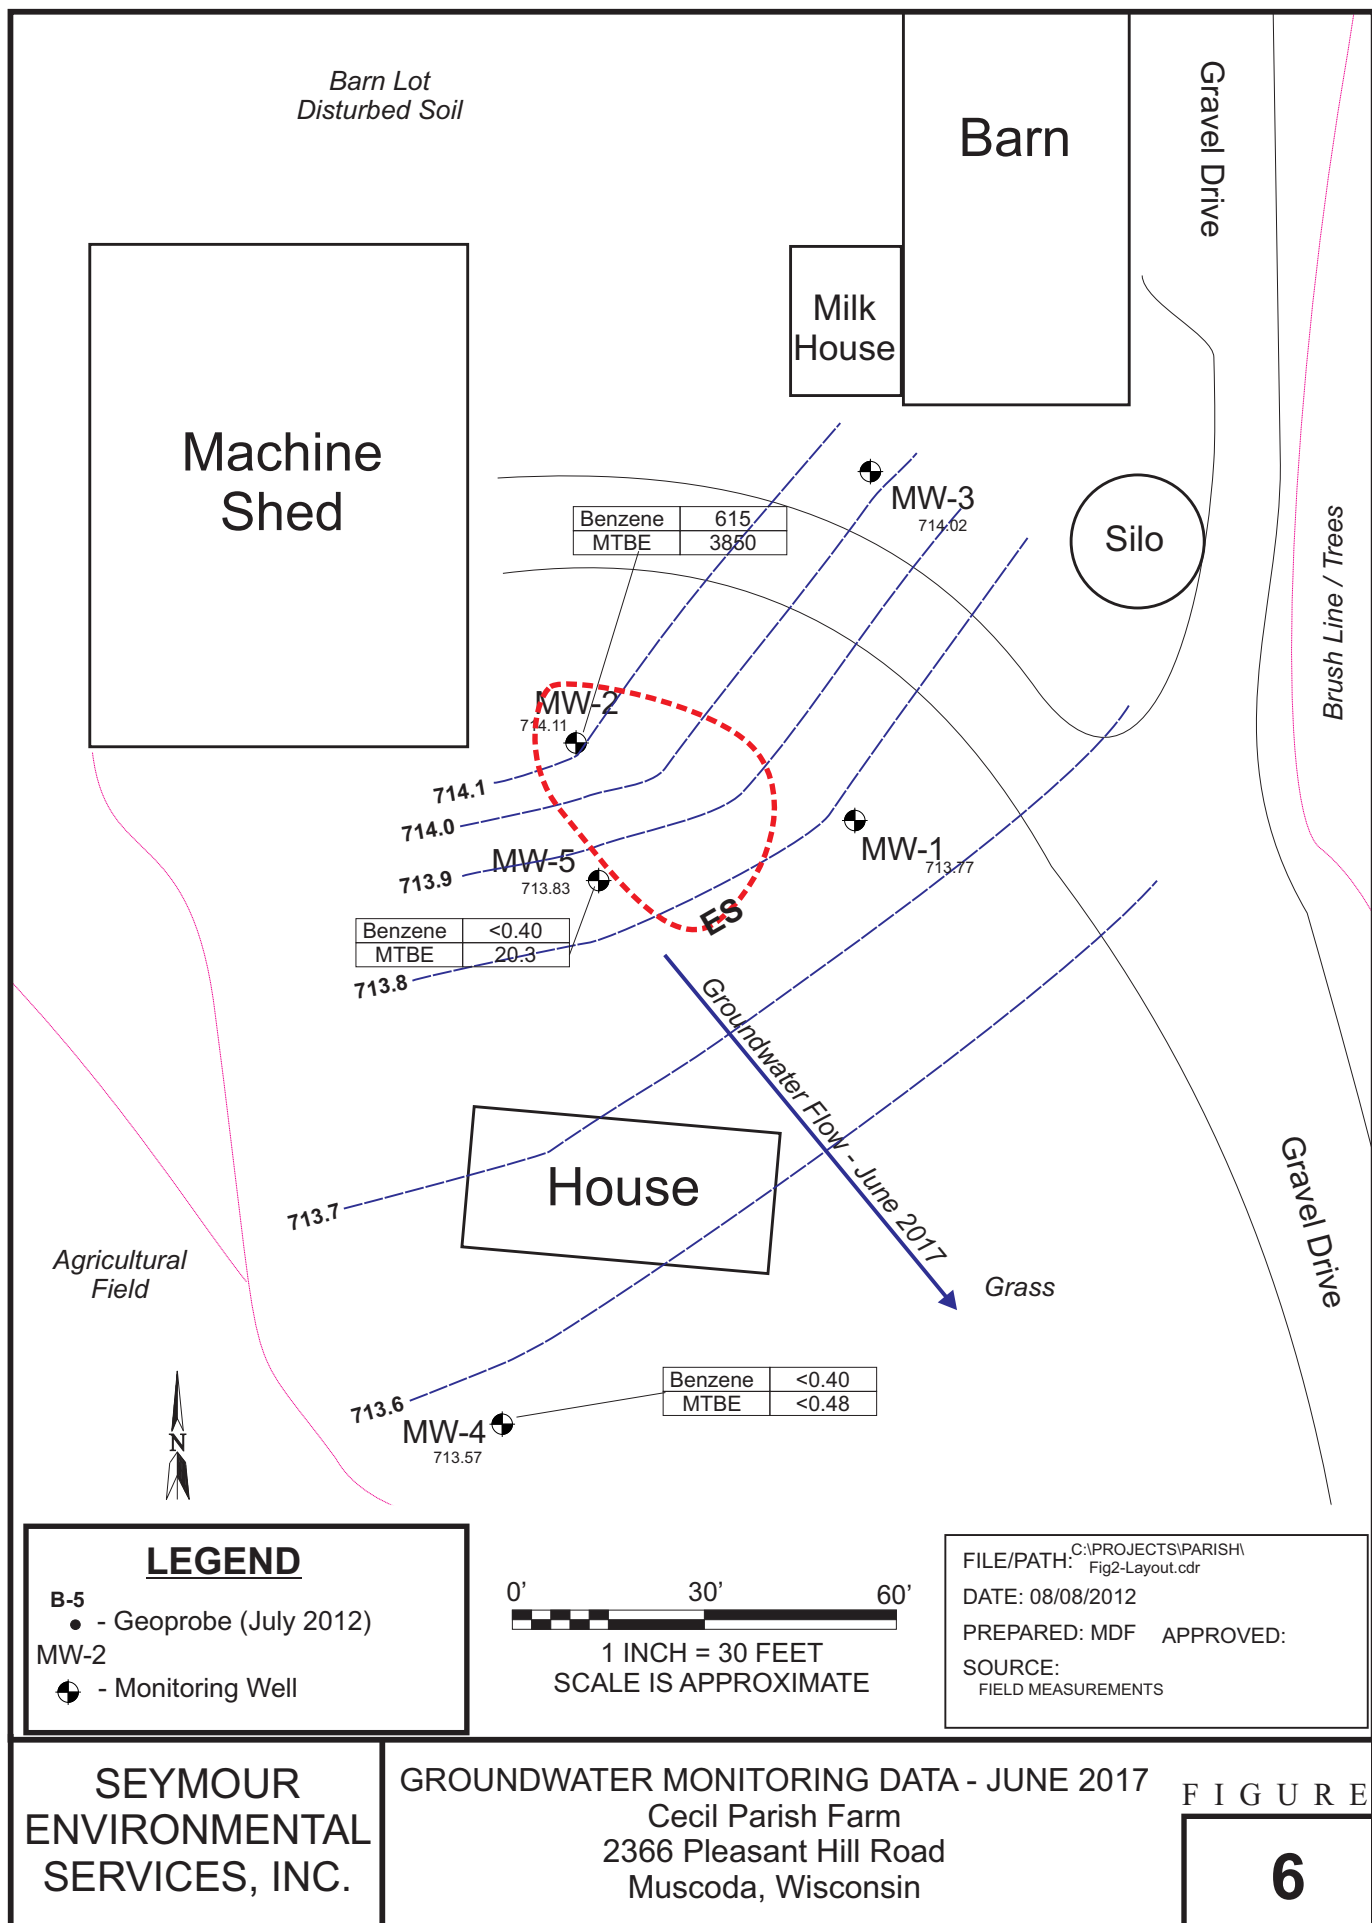 Barn Lot
Disturbed Soil
Barn
Gravel Drive
Milk
House
Machine
Shed
MW-3
714.02
Silo
Benzene 615
MTBE 3850
Brush Line / Trees
MW-2
714.11
714.1
714.0
713.9
MW-5
713.83
MW-1
713.77
ES
Benzene <0.40
MTBE 20.3
713.8
Groundwater Flow - June 2017
House
713.7
Gravel Drive
Agricultural
Field
Grass
Benzene <0.40
MTBE <0.48
713.6
MW-4
713.57
N
LEGEND
B-5
- Geoprobe (July 2012)
MW-2
- Monitoring Well
0' 30' 60'
1 INCH = 30 FEET
SCALE IS APPROXIMATE
FILE/PATH: C:\PROJECTS\PARISH\
Fig2-Layout.cdr
DATE: 08/08/2012
PREPARED: MDF APPROVED:
SOURCE:
FIELD MEASUREMENTS
SEYMOUR
ENVIRONMENTAL
SERVICES, INC.
GROUNDWATER MONITORING DATA - JUNE 2017
Cecil Parish Farm
2366 Pleasant Hill Road
Muscoda, Wisconsin
FIGURE
6